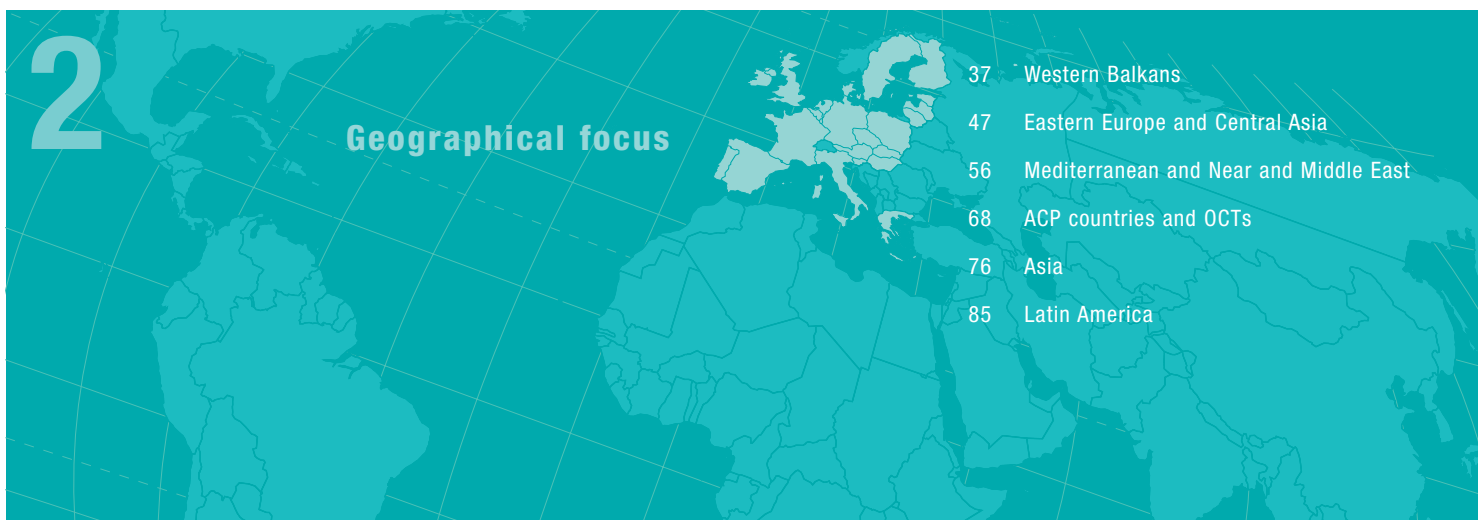 2
Geographical focus
37 Western Balkans
47 Eastern Europe and Central Asia
56 Mediterranean and Near and Middle East
68 ACP countries and OCTs
76 Asia
85 Latin America